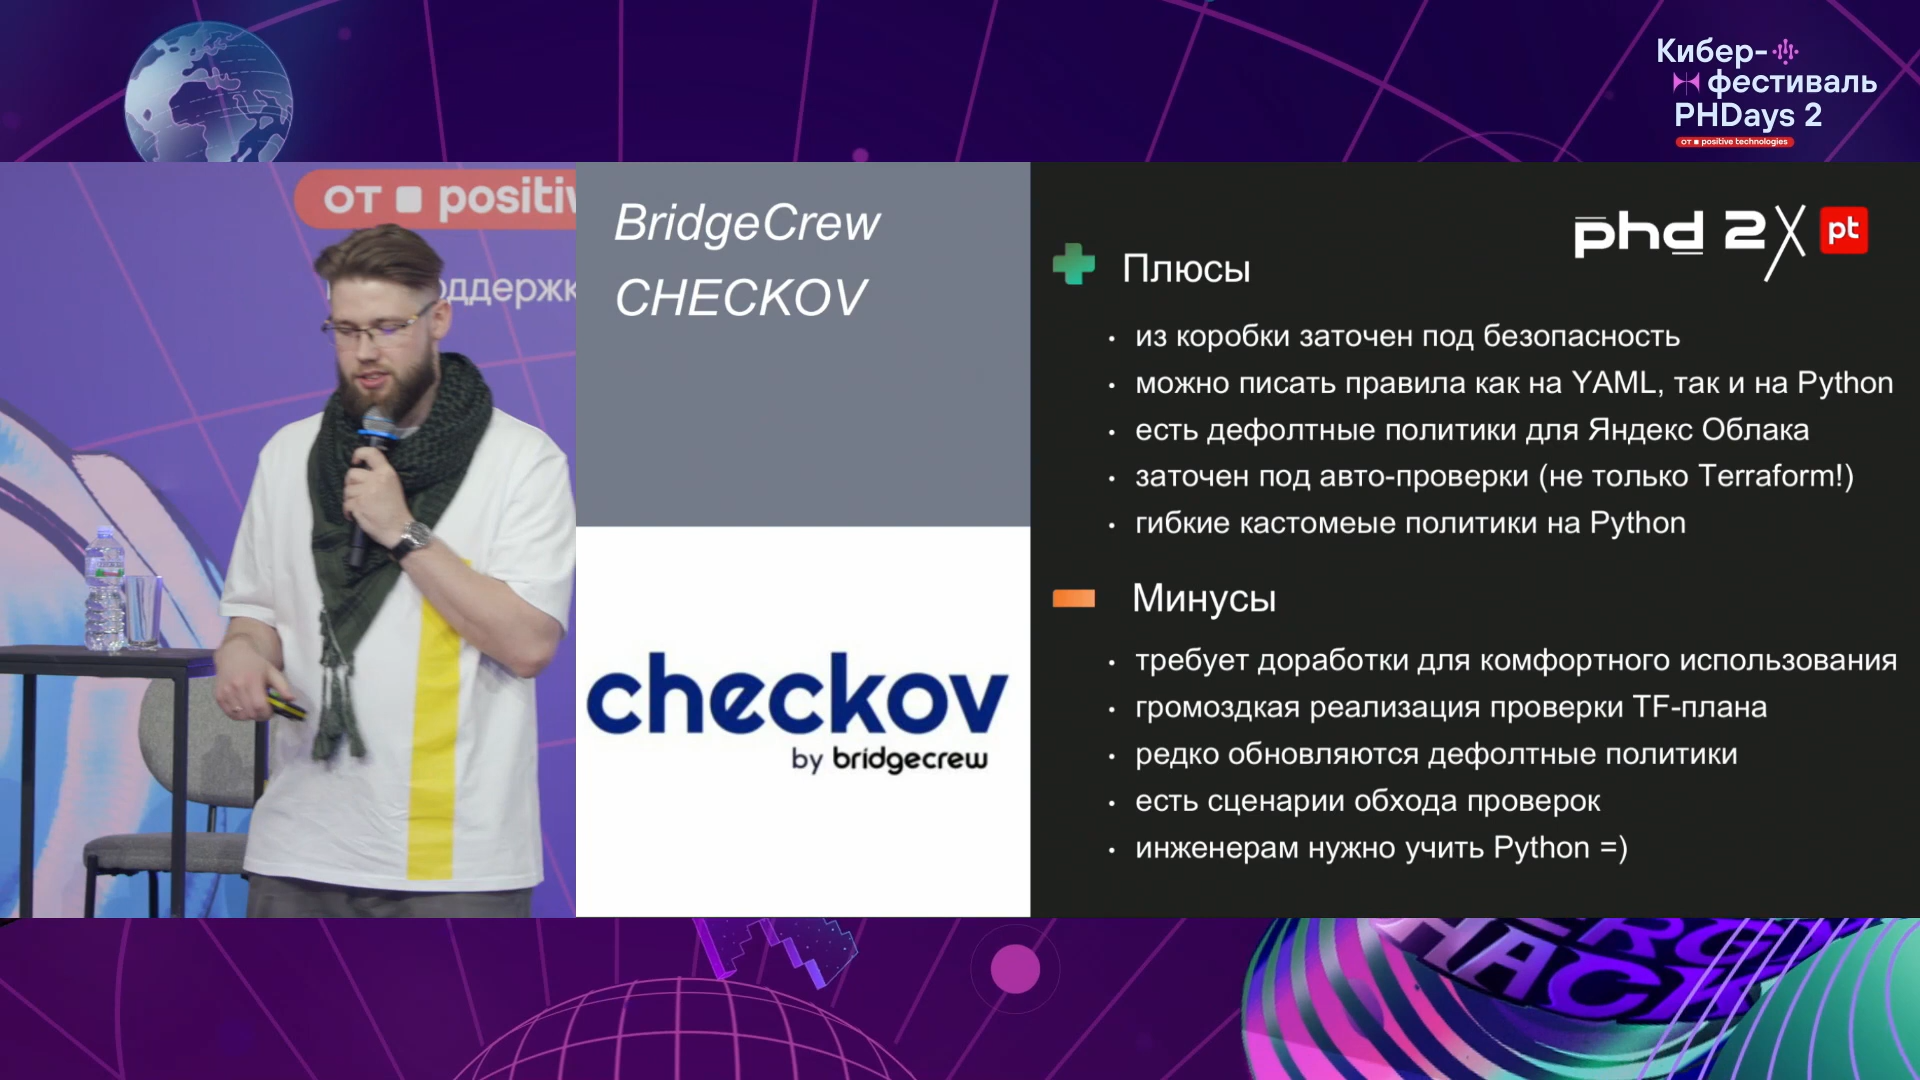 Кибер-
фестиваль
PHDays 2
от positive technologies
от positiv
оддержк
BridgeCrew
CHECKOV
checkov
by bridgecrew
phd 2 pt
Плюсы
• из коробки заточен под безопасность
• можно писать правила как на YAML, так и на Python
• есть дефолтные политики для Яндекс Облака
• заточен под авто-проверки (не только Terraform!)
• гибкие кастомеые политики на Python
Минусы
• требует доработки для комфортного использования
• громоздкая реализация проверки TF-плана
• редко обновляются дефолтные политики
• есть сценарии обхода проверок
• инженерам нужно учить Python =)
HACK